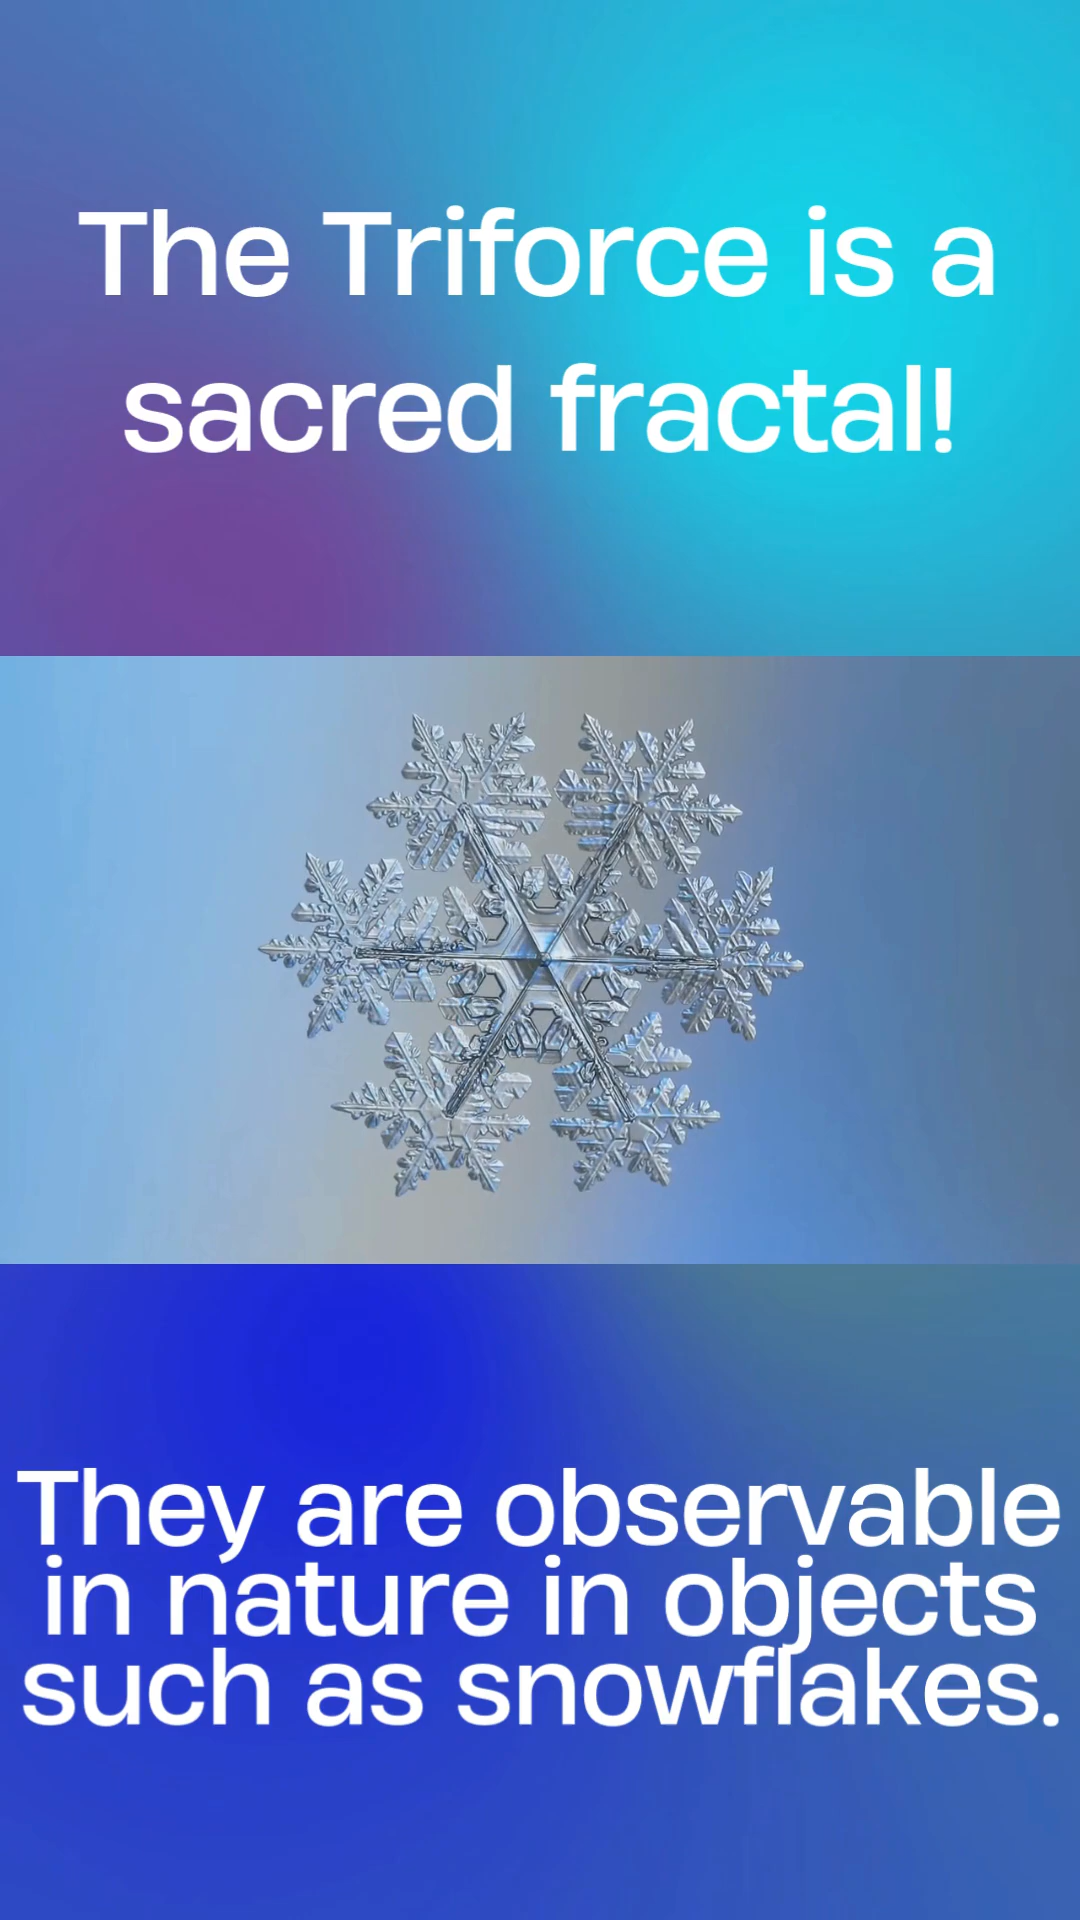 The Triforce is a
sacred fractal!
They are observable
in nature in objects
such as snowflakes.